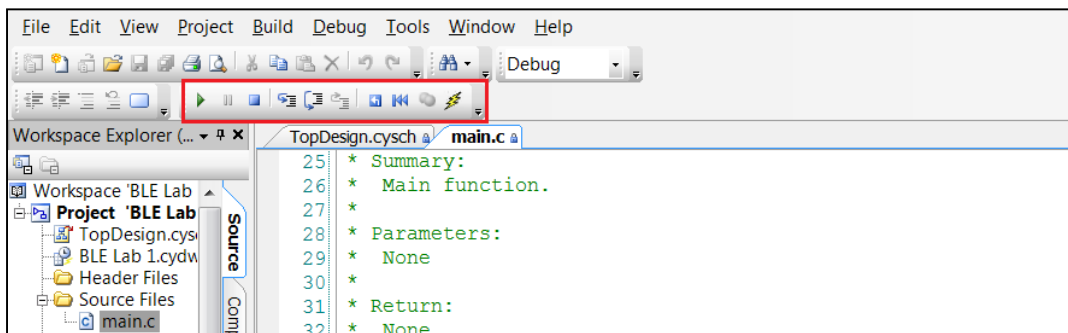 File Edit View Project Build Debug Tools Window Help
Debug
Workspace Explorer (...
TopDesign.cysch main.c
Workspace 'BLE Lab
Project 'BLE Lab
TopDesign.cys
BLE Lab 1.cydw
Header Files
Source Files
main.c
Source
Comp
25 * Summary:
26 * Main function.
27 *
28 * Parameters:
29 * None
30 *
31 * Return:
32 * None